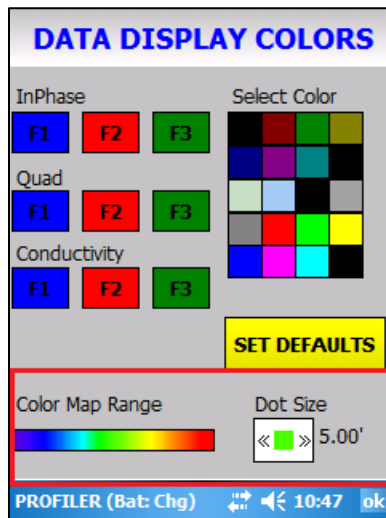 DATA DISPLAY COLORS
InPhase
F1 F2 F3
Quad
F1 F2 F3
Conductivity
F1 F2 F3
Select Color
SET DEFAULTS
Color Map Range
Dot Size
« » 5.00'
PROFILER (Bat: Chg) 10:47 ok